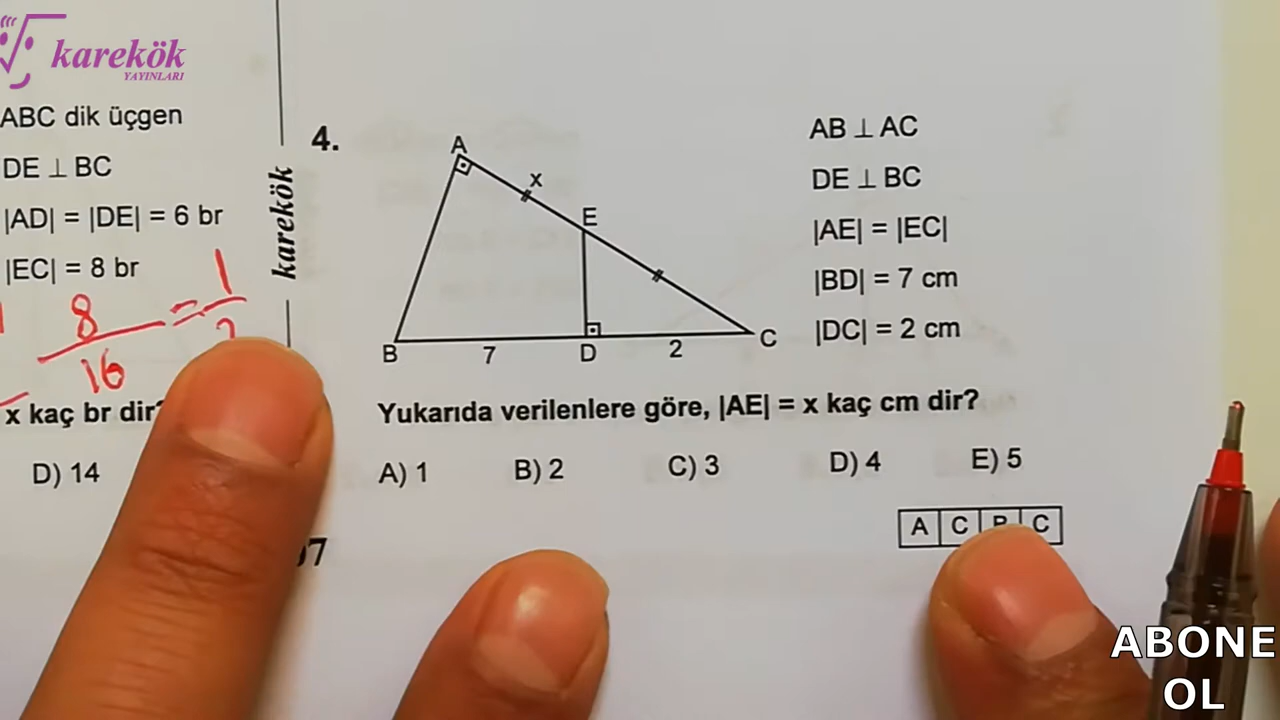 karekök
YAYINLARI
ABC dik üçgen
DE ⊥ BC
|AD| = |DE| = 6 br
|EC| = 8 br
8
16
=
1
x kaç br dir?
D) 14
karekök
4.
A
x
E
B
7
D
2
C
AB ⊥ AC
DE ⊥ BC
|AE| = |EC|
|BD| = 7 cm
|DC| = 2 cm
Yukarıda verilenlere göre, |AE| = x kaç cm dir?
A) 1
B) 2
C) 3
D) 4
E) 5
A C B C
7
ABONE
OL